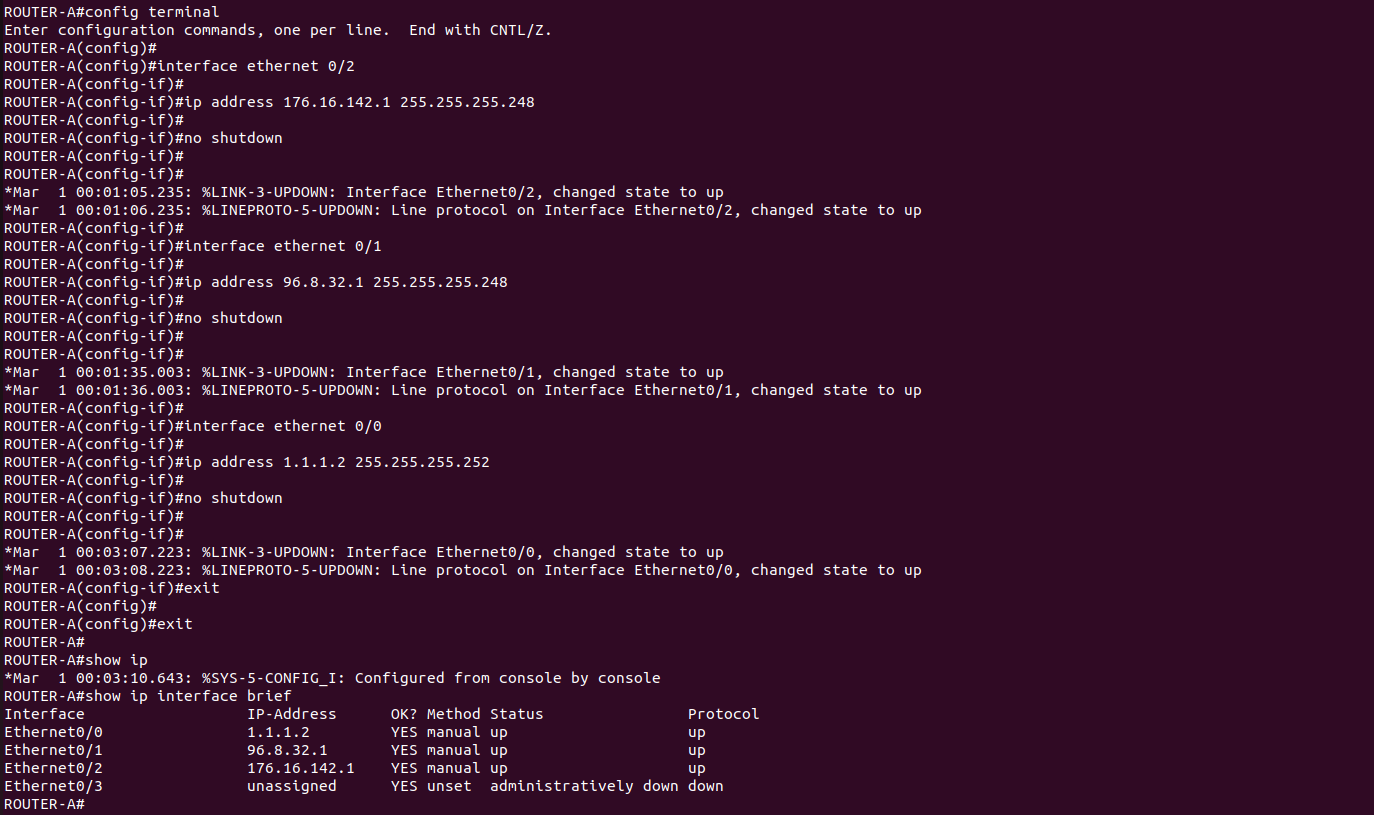 ROUTER-A#config terminal
Enter configuration commands, one per line.  End with CNTL/Z.
ROUTER-A(config)#
ROUTER-A(config)#interface ethernet 0/2
ROUTER-A(config-if)#
ROUTER-A(config-if)#ip address 176.16.142.1 255.255.255.248
ROUTER-A(config-if)#
ROUTER-A(config-if)#no shutdown
ROUTER-A(config-if)#
ROUTER-A(config-if)#
*Mar  1 00:01:05.235: %LINK-3-UPDOWN: Interface Ethernet0/2, changed state to up
*Mar  1 00:01:06.235: %LINEPROTO-5-UPDOWN: Line protocol on Interface Ethernet0/2, changed state to up
ROUTER-A(config-if)#
ROUTER-A(config-if)#interface ethernet 0/1
ROUTER-A(config-if)#
ROUTER-A(config-if)#ip address 96.8.32.1 255.255.255.248
ROUTER-A(config-if)#
ROUTER-A(config-if)#no shutdown
ROUTER-A(config-if)#
ROUTER-A(config-if)#
*Mar  1 00:01:35.003: %LINK-3-UPDOWN: Interface Ethernet0/1, changed state to up
*Mar  1 00:01:36.003: %LINEPROTO-5-UPDOWN: Line protocol on Interface Ethernet0/1, changed state to up
ROUTER-A(config-if)#
ROUTER-A(config-if)#interface ethernet 0/0
ROUTER-A(config-if)#
ROUTER-A(config-if)#ip address 1.1.1.2 255.255.255.252
ROUTER-A(config-if)#
ROUTER-A(config-if)#no shutdown
ROUTER-A(config-if)#
ROUTER-A(config-if)#
*Mar  1 00:03:07.223: %LINK-3-UPDOWN: Interface Ethernet0/0, changed state to up
*Mar  1 00:03:08.223: %LINEPROTO-5-UPDOWN: Line protocol on Interface Ethernet0/0, changed state to up
ROUTER-A(config-if)#exit
ROUTER-A(config)#
ROUTER-A(config)#exit
ROUTER-A#
ROUTER-A#show ip
*Mar  1 00:03:10.643: %SYS-5-CONFIG_I: Configured from console by console
ROUTER-A#show ip interface brief
Interface                  IP-Address      OK? Method Status                Protocol
Ethernet0/0                1.1.1.2         YES manual up                    up
Ethernet0/1                96.8.32.1       YES manual up                    up
Ethernet0/2                176.16.142.1    YES manual up                    up
Ethernet0/3                unassigned      YES unset  administratively down down
ROUTER-A#